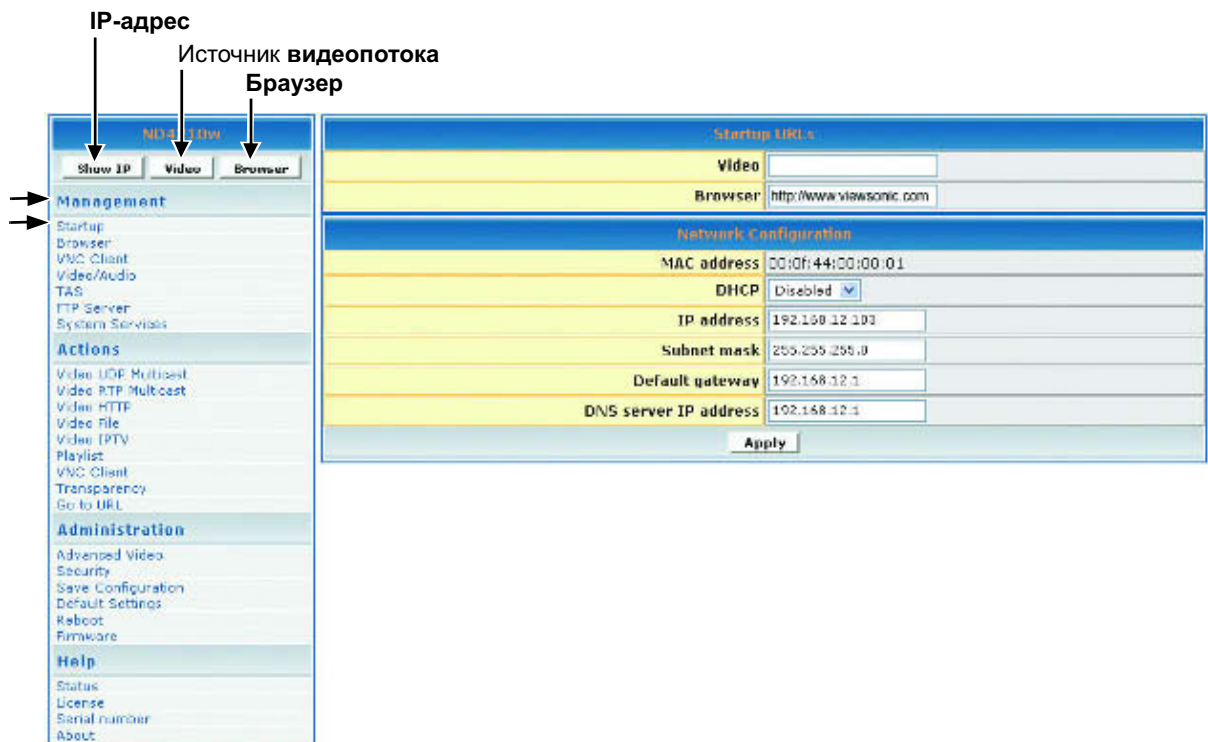 IP-адрес
Источник видеопотока
Браузер
Show IP
Video
Browser
Management
Startup
Browser
VNC Client
Video/Audio
TAS
FTP Server
System Services
Actions
Video UDP Multicast
Video RTP Multicast
Video HTTP
Video File
Video IPTV
Playlist
VNC Client
Transparency
Go to URL
Administration
Advanced Video
Security
Save Configuration
Default Settings
Reboot
Firmware
Help
Status
License
Serial number
About
Startup URLs
Video
Browser http://www.viewsonic.com
Network Configuration
MAC address 00:0f:44:00:00:01
DHCP Disabled
IP address 192.168.12.103
Subnet mask 255.255.255.0
Default gateway 192.168.12.1
DNS server IP address 192.168.12.1
Apply